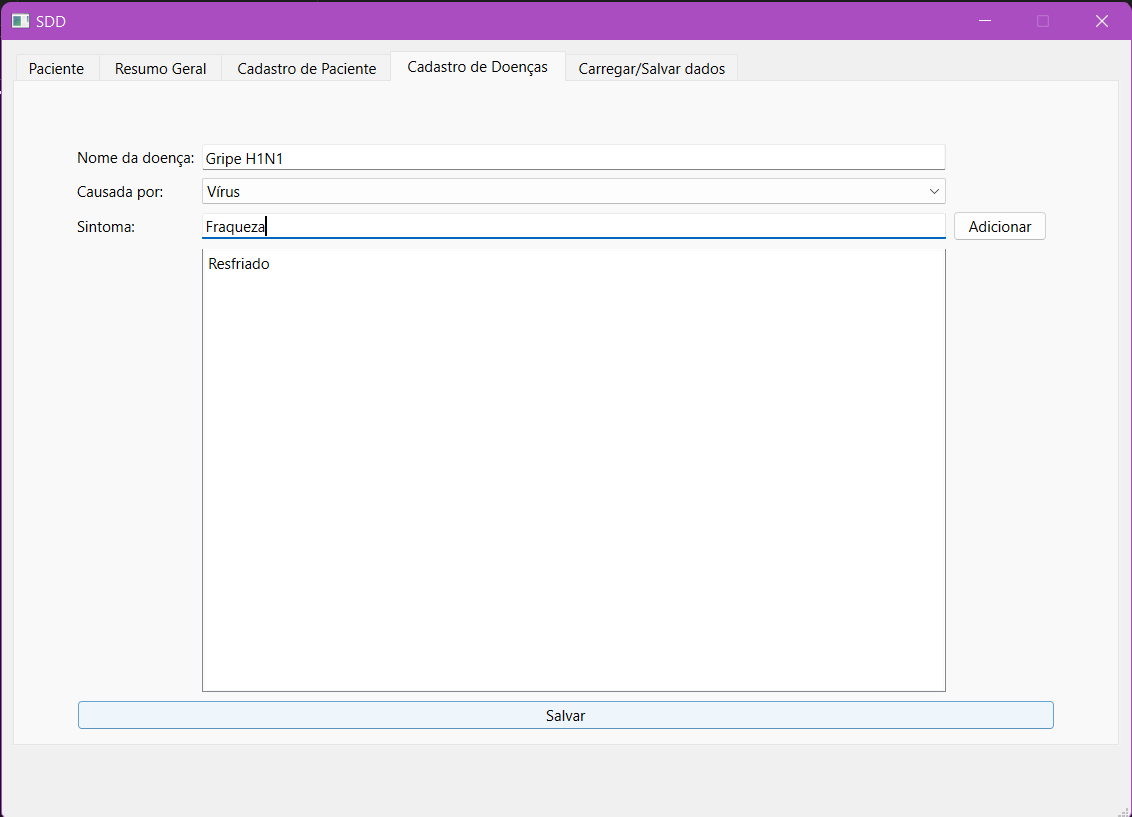 SDD
Paciente Resumo Geral Cadastro de Paciente Cadastro de Doenças Carregar/Salvar dados
Nome da doença: Gripe H1N1
Causada por: Vírus
Sintoma: Fraqueza Adicionar
Resfriado
Salvar